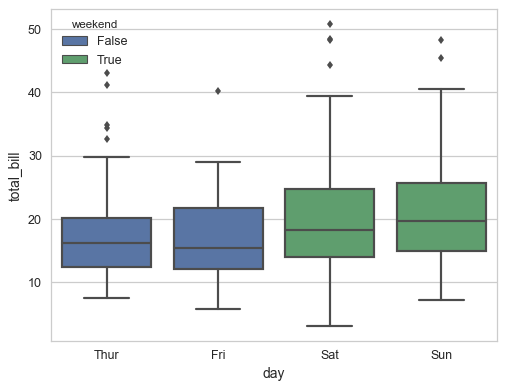 weekend
False
True
50
40
30
20
10
total_bill
Thur Fri Sat Sun
day